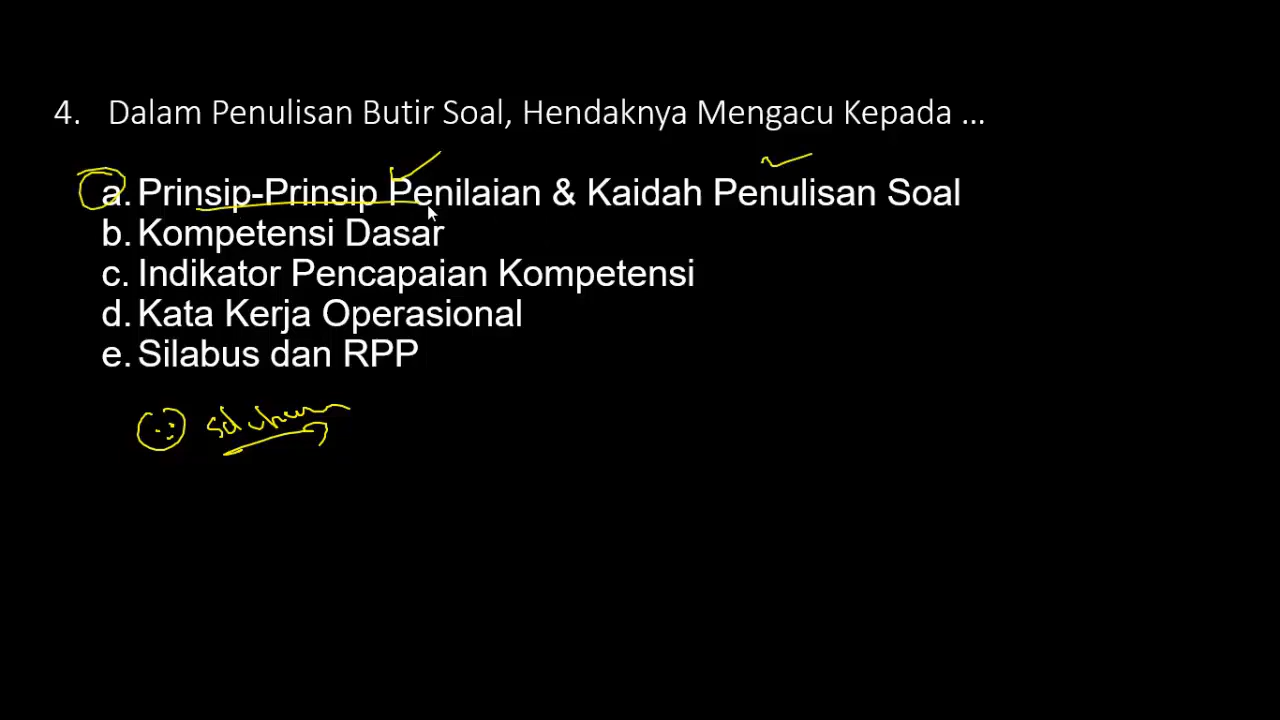 4. Dalam Penulisan Butir Soal, Hendaknya Mengacu Kepada ...
a. Prinsip-Prinsip Penilaian & Kaidah Penulisan Soal
b. Kompetensi Dasar
c. Indikator Pencapaian Kompetensi
d. Kata Kerja Operasional
e. Silabus dan RPP